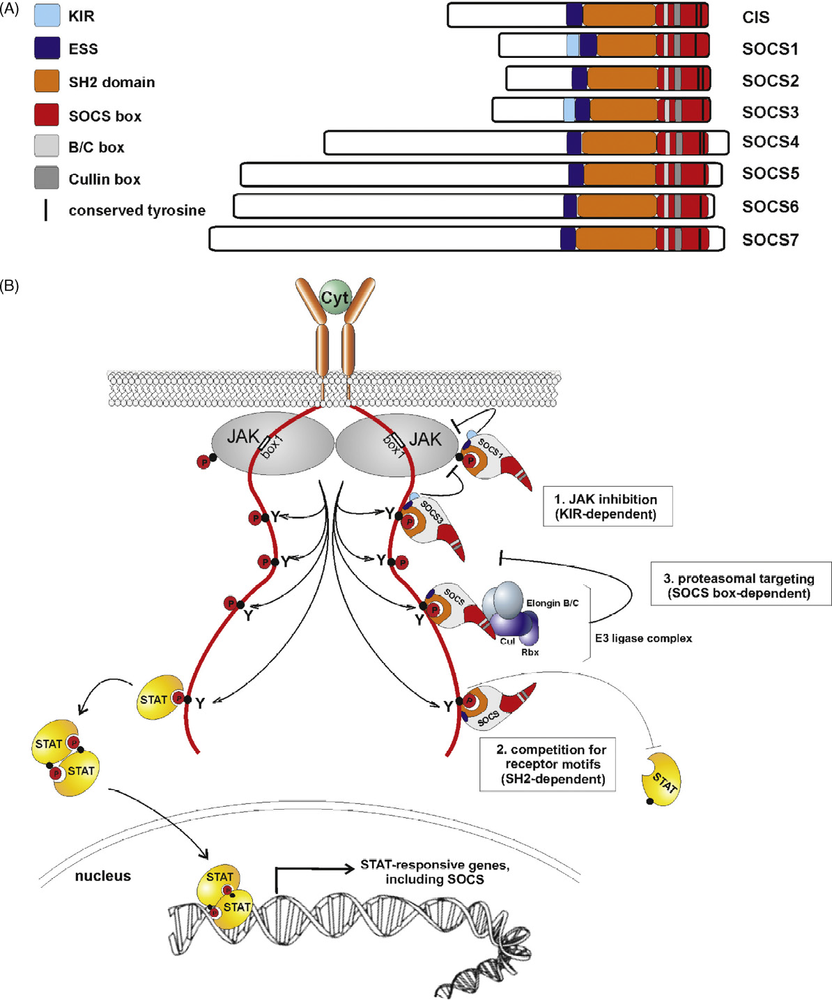 (A)
KIR
ESS
SH2 domain
SOCS box
B/C box
Cullin box
conserved tyrosine
CIS
SOCS1
SOCS2
SOCS3
SOCS4
SOCS5
SOCS6
SOCS7
(B)
Cyt
JAK
box1
box1
JAK
P
P
SOCS1
1. JAK inhibition
(KIR-dependent)
P
Y
Y
P
SOCS3
P
Y
Y
P
3. proteasomal targeting
(SOCS box-dependent)
P
Y
Y
P
SOCS
Elongin B/C
Cul
Rbx
E3 ligase complex
STAT
P
Y
Y
P
SOCS
STAT
P
P
STAT
2. competition for
receptor motifs
(SH2-dependent)
STAT
nucleus
STAT-responsive genes,
including SOCS
STAT
P
P
STAT